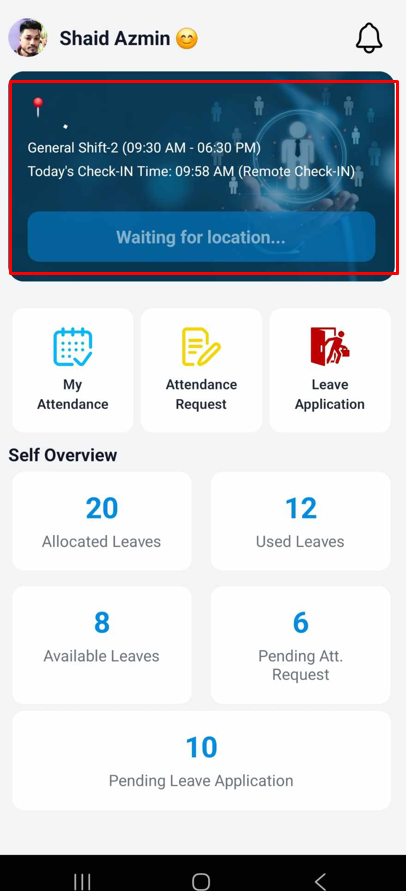 Shaid Azmin 😊
📍
General Shift-2 (09:30 AM - 06:30 PM)
Today's Check-IN Time: 09:58 AM (Remote Check-IN)
Waiting for location...
My
Attendance
Attendance
Request
Leave
Application
Self Overview
20
Allocated Leaves
12
Used Leaves
8
Available Leaves
6
Pending Att.
Request
10
Pending Leave Application